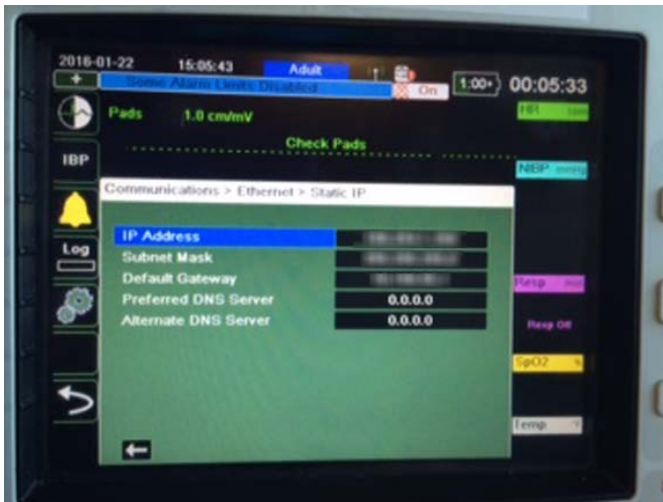 2016-01-22 15:05:43 Adult
Some Alarm Limits Disabled On 1:00+ 00:05:33
Pads 1.0 cm/mV
HR
Check Pads
IBP
NIBP mmHg
Communications > Ethernet > Static IP
IP Address
Subnet Mask
Log
Default Gateway
Resp
Preferred DNS Server 0.0.0.0
Alternate DNS Server 0.0.0.0
Resp Off
SpO2 %
Temp °F